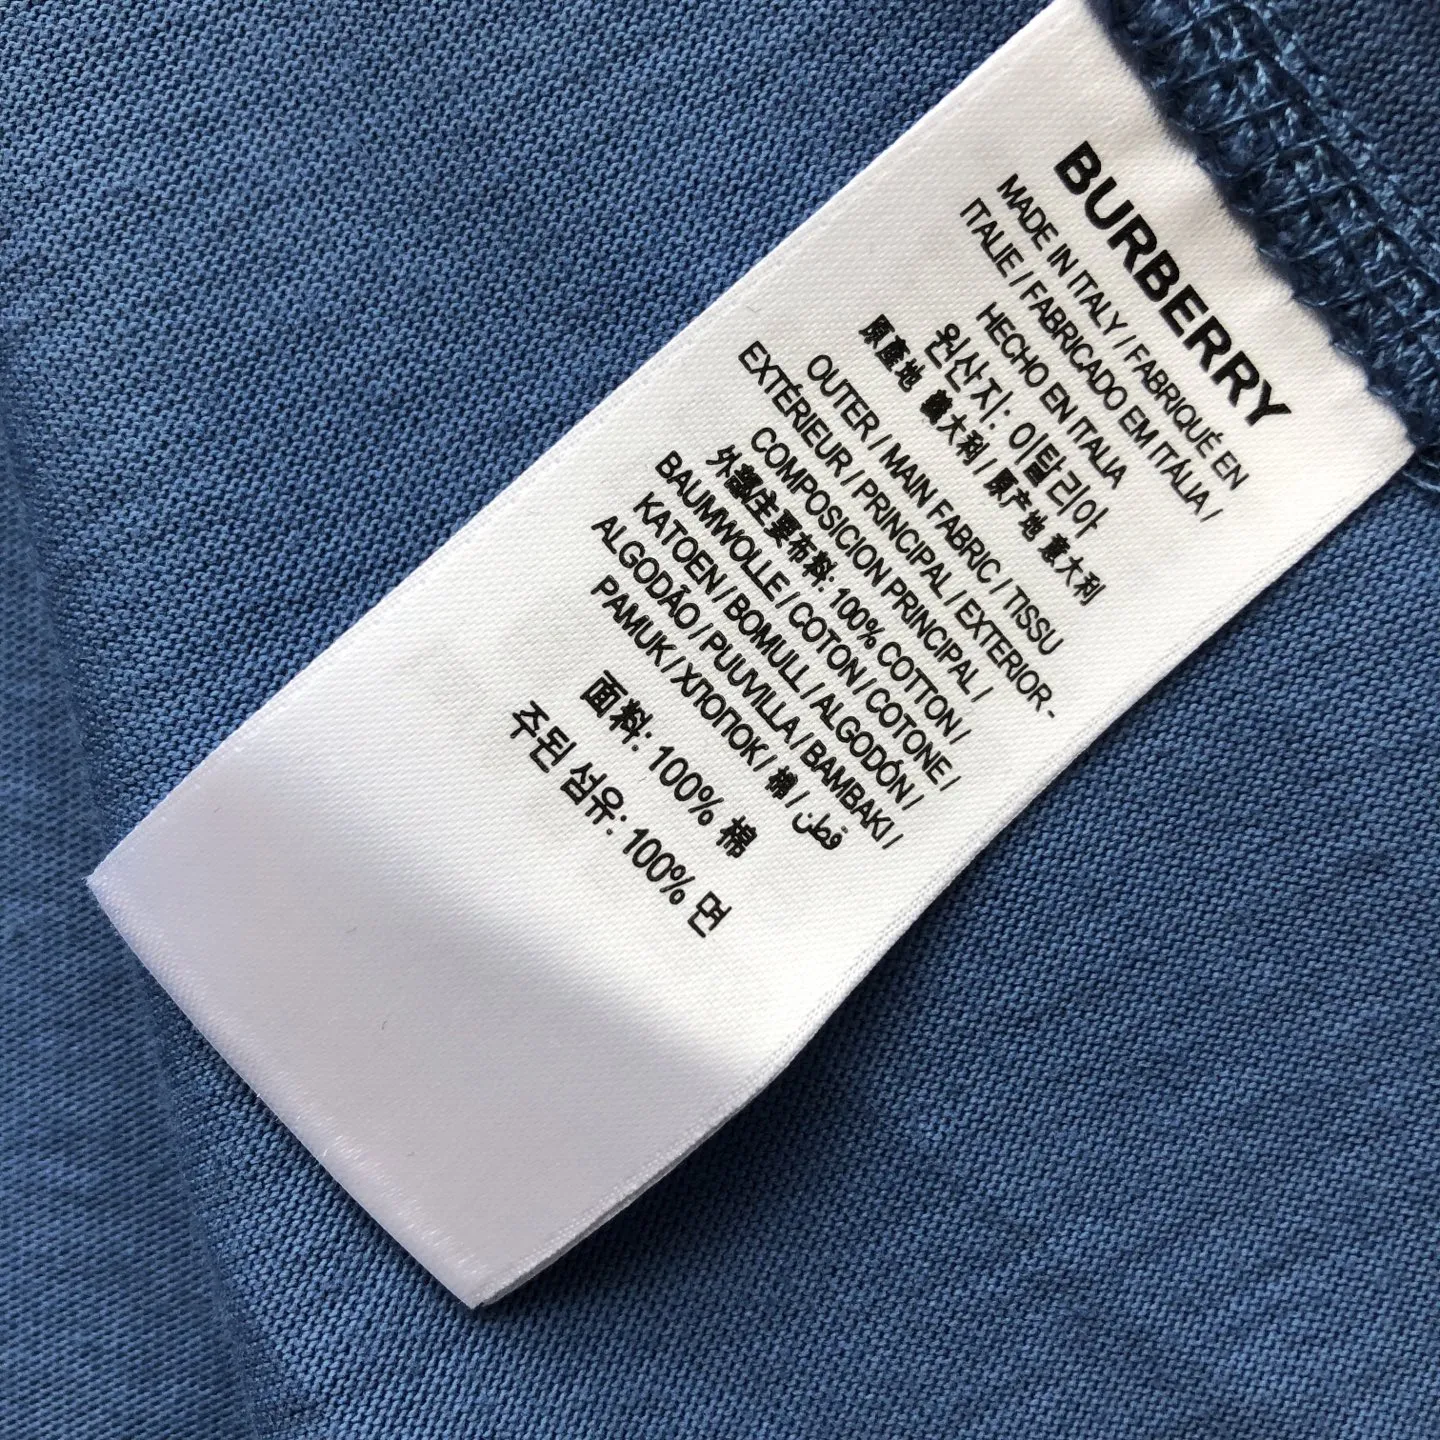 BURBERRY
MADE IN ITALY / FABRIQUÉ EN
ITALIE / FABRICADO EM ITÁLIA /
HECHO EN ITALIA
원산지: 이탈리아
原產地 義大利 / 原产地 意大利
OUTER / MAIN FABRIC / TISSU
EXTÉRIEUR / PRINCIPAL / EXTERIOR -
COMPOSICION PRINCIPAL /
外部主要布料: 100% COTTON /
BAUMWOLLE / COTON / COTONE /
KATOEN / BOMULL / ALGODÓN /
ALGODÃO / PUUVILLA / BAMBAKI /
PAMUK / ХПОПОК / 棉 / قطن
面料: 100% 棉
주된 섬유: 100% 면